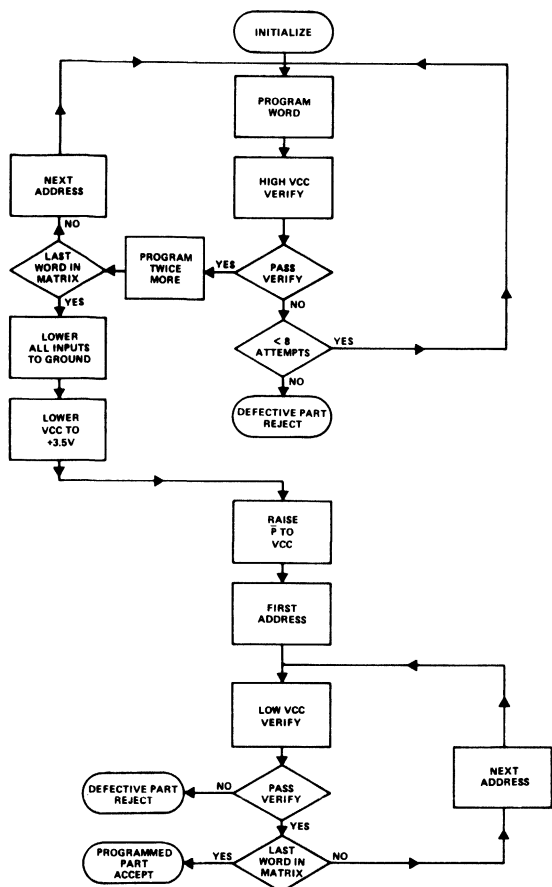 INITIALIZE
PROGRAM
WORD
HIGH VCC
VERIFY
PASS
VERIFY
YES
NO
PROGRAM
TWICE
MORE
LAST
WORD IN
MATRIX
NO
YES
NEXT
ADDRESS
< 8
ATTEMPTS
YES
NO
DEFECTIVE PART
REJECT
LOWER
ALL INPUTS
TO GROUND
LOWER
VCC TO
+3.5V
RAISE
P̅ TO
VCC
FIRST
ADDRESS
LOW VCC
VERIFY
PASS
VERIFY
NO
DEFECTIVE PART
REJECT
YES
LAST
WORD IN
MATRIX
YES
PROGRAMMED
PART
ACCEPT
NO
NEXT
ADDRESS